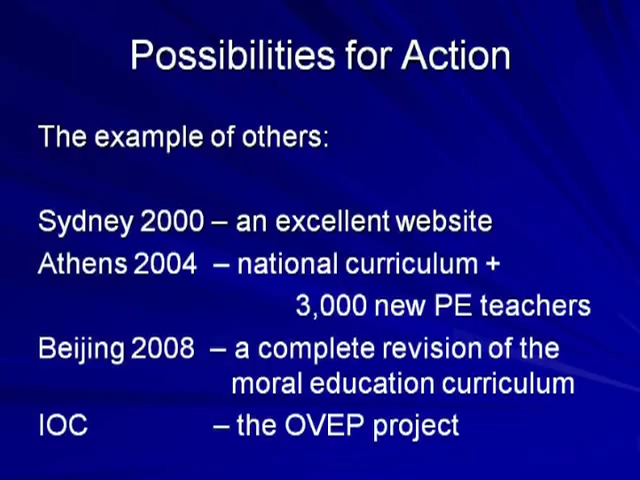 Possibilities for Action
The example of others:
Sydney 2000 – an excellent website
Athens 2004 – national curriculum +
3,000 new PE teachers
Beijing 2008 – a complete revision of the
moral education curriculum
IOC – the OVEP project